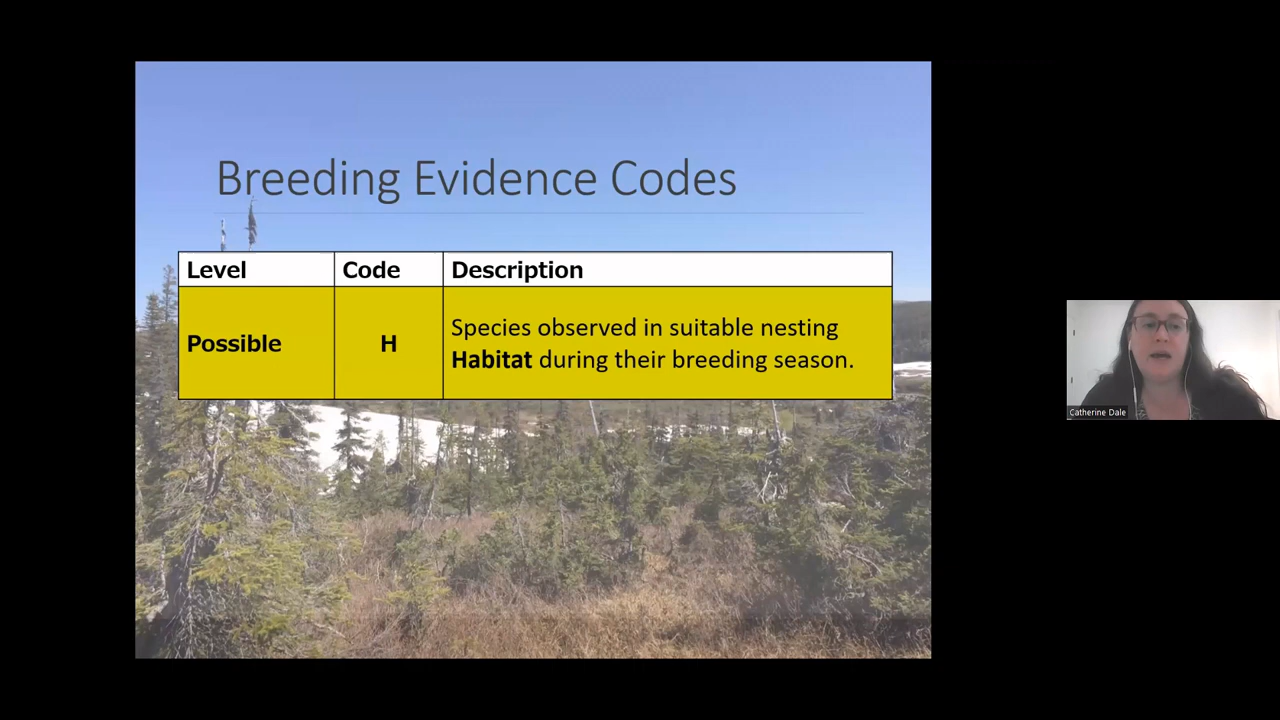 Breeding Evidence Codes
Level Code Description
Possible H Species observed in suitable nesting
Habitat during their breeding season.
Catherine Dale